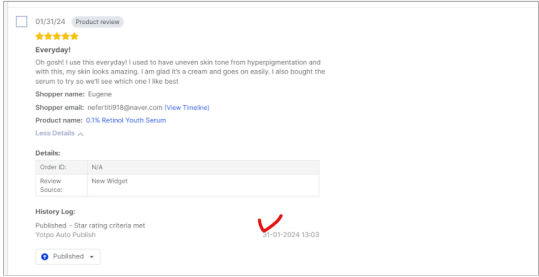 01/31/24 Product review
Everyday!
Oh gosh! I use this everyday! I used to have uneven skin tone from hyperpigmentation and
with this, my skin looks amazing. I am glad it's a cream and goes on easily. I also bought the
serum to try so we'll see which one I like best
Shopper name: Eugene
Shopper email: nefertiti918@naver.com (View Timeline)
Product name: 0.1% Retinol Youth Serum
Less Details
Details:
Order ID: N/A
Review Source: New Widget
History Log:
Published - Star rating criteria met
Yotpo Auto Publish 31-01-2024 13:03
Published